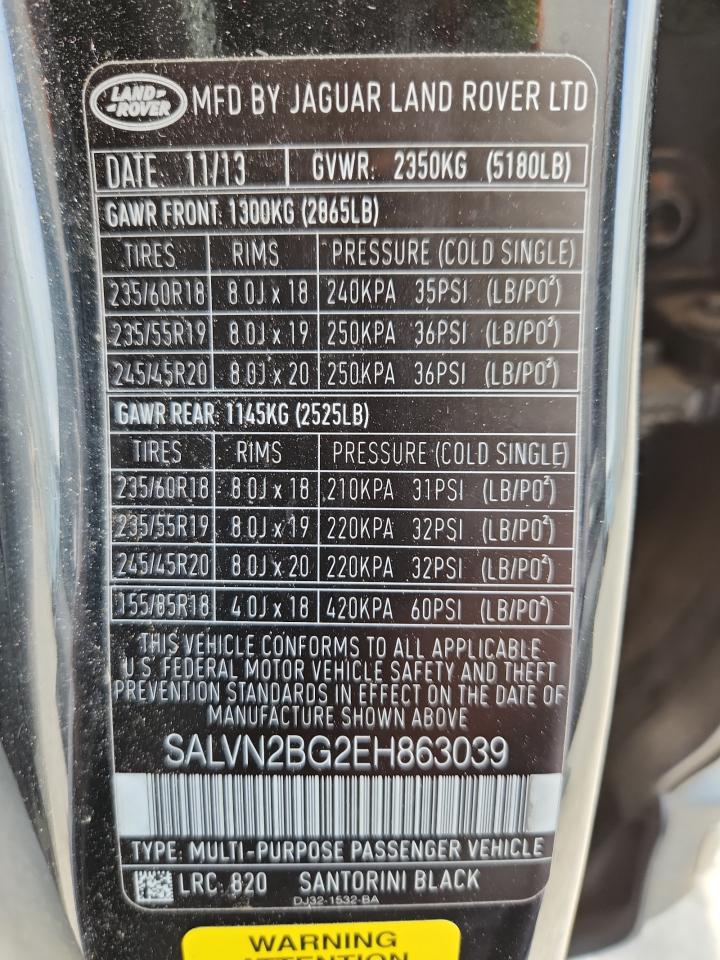 LAND-
-ROVER
MFD BY JAGUAR LAND ROVER LTD
DATE: 11/13 GVWR: 2350KG (5180LB)
GAWR FRONT: 1300KG (2865LB)
TIRES RIMS PRESSURE (COLD SINGLE)
235/60R18 8.0J x 18 240KPA 35PSI (LB/PO²)
235/55R19 8.0J x 19 250KPA 36PSI (LB/PO²)
245/45R20 8.0J x 20 250KPA 36PSI (LB/PO²)
GAWR REAR: 1145KG (2525LB)
TIRES RIMS PRESSURE (COLD SINGLE)
235/60R18 8.0J x 18 210KPA 31PSI (LB/PO²)
235/55R19 8.0J x 19 220KPA 32PSI (LB/PO²)
245/45R20 8.0J x 20 220KPA 32PSI (LB/PO²)
155/85R18 4.0J x 18 420KPA 60PSI (LB/PO²)
THIS VEHICLE CONFORMS TO ALL APPLICABLE
U.S. FEDERAL MOTOR VEHICLE SAFETY AND THEFT
PREVENTION STANDARDS IN EFFECT ON THE DATE OF
MANUFACTURE SHOWN ABOVE
SALVN2BG2EH863039
TYPE: MULTI-PURPOSE PASSENGER VEHICLE
LRC: 820 SANTORINI BLACK
DJ32-1532-BA
WARNING
ATTENTION